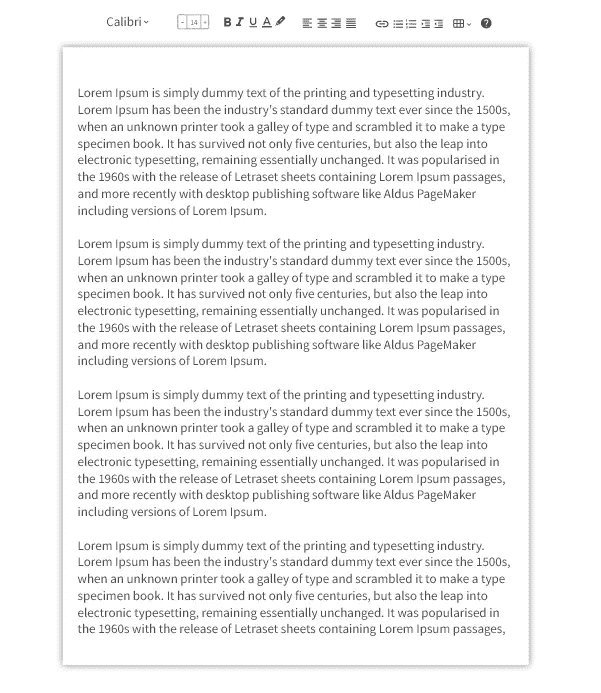 Calibri
- 14 +
B I U A
Lorem Ipsum is simply dummy text of the printing and typesetting industry.
Lorem Ipsum has been the industry's standard dummy text ever since the 1500s,
when an unknown printer took a galley of type and scrambled it to make a type
specimen book. It has survived not only five centuries, but also the leap into
electronic typesetting, remaining essentially unchanged. It was popularised in
the 1960s with the release of Letraset sheets containing Lorem Ipsum passages,
and more recently with desktop publishing software like Aldus PageMaker
including versions of Lorem Ipsum.
Lorem Ipsum is simply dummy text of the printing and typesetting industry.
Lorem Ipsum has been the industry's standard dummy text ever since the 1500s,
when an unknown printer took a galley of type and scrambled it to make a type
specimen book. It has survived not only five centuries, but also the leap into
electronic typesetting, remaining essentially unchanged. It was popularised in
the 1960s with the release of Letraset sheets containing Lorem Ipsum passages,
and more recently with desktop publishing software like Aldus PageMaker
including versions of Lorem Ipsum.
Lorem Ipsum is simply dummy text of the printing and typesetting industry.
Lorem Ipsum has been the industry's standard dummy text ever since the 1500s,
when an unknown printer took a galley of type and scrambled it to make a type
specimen book. It has survived not only five centuries, but also the leap into
electronic typesetting, remaining essentially unchanged. It was popularised in
the 1960s with the release of Letraset sheets containing Lorem Ipsum passages,
and more recently with desktop publishing software like Aldus PageMaker
including versions of Lorem Ipsum.
Lorem Ipsum is simply dummy text of the printing and typesetting industry.
Lorem Ipsum has been the industry's standard dummy text ever since the 1500s,
when an unknown printer took a galley of type and scrambled it to make a type
specimen book. It has survived not only five centuries, but also the leap into
electronic typesetting, remaining essentially unchanged. It was popularised in
the 1960s with the release of Letraset sheets containing Lorem Ipsum passages,